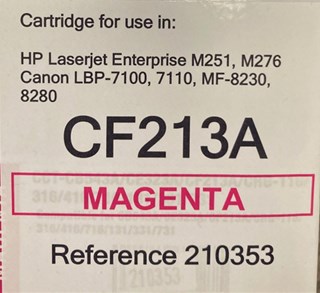 Cartridge for use in:
HP Laserjet Enterprise M251, M276
Canon LBP-7100, 7110, MF-8230,
8280
CF213A
MAGENTA
Reference 210353
210353